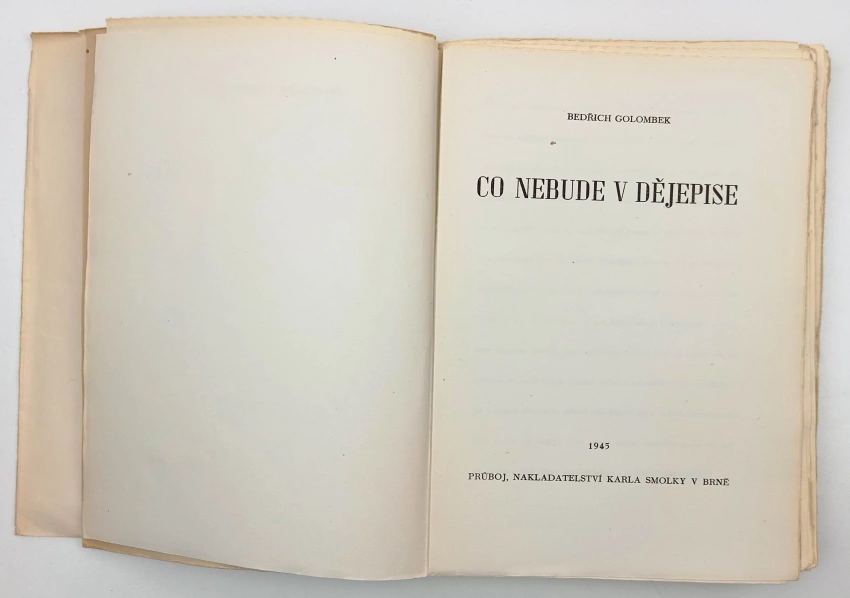 BEDŘICH GOLOMBEK
CO NEBUDE V DĚJEPISE
1945
PRŮBOJ, NAKLADATELSTVÍ KARLA SMOLKY V BRNĚ